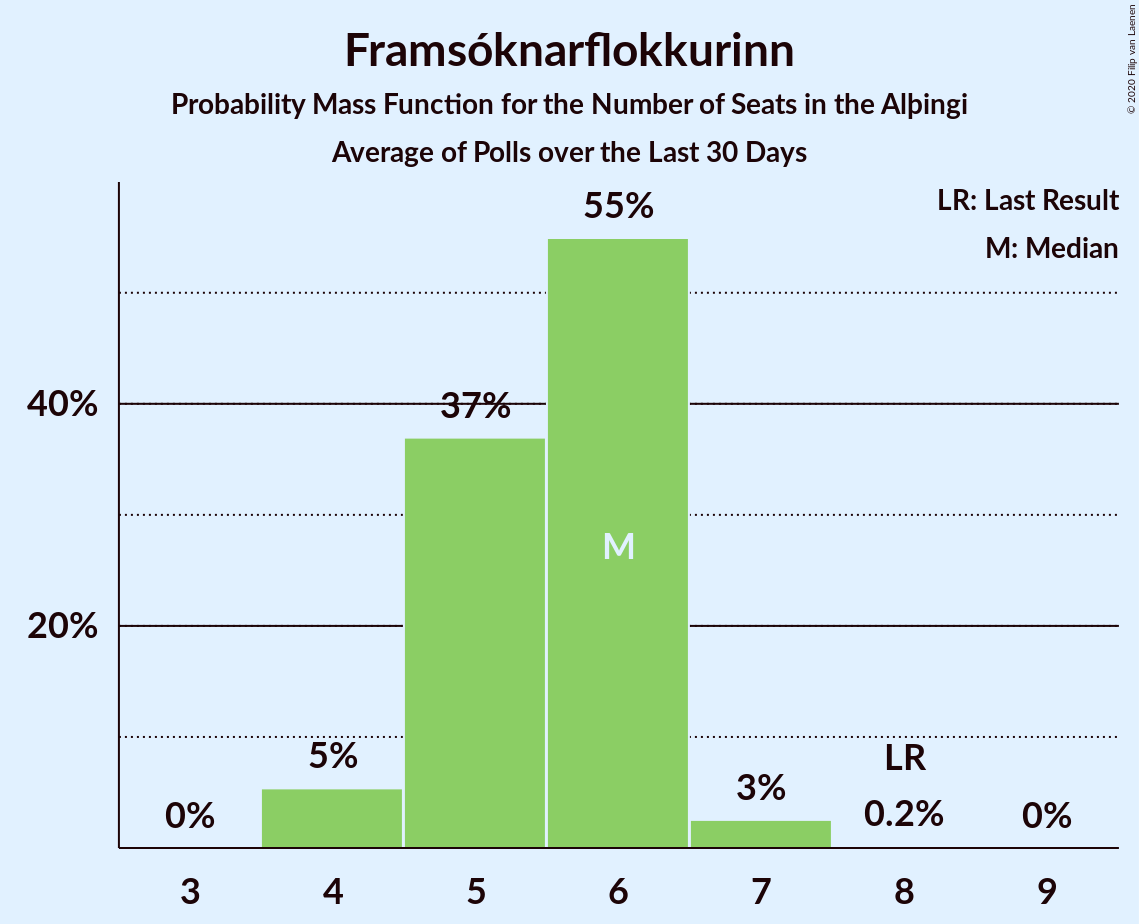 Framsóknarflokkurinn
Probability Mass Function for the Number of Seats in the Alþingi
Average of Polls over the Last 30 Days
© 2020 Filip van Laenen
LR: Last Result
M: Median
55%
40%
37%
M
20%
5%
LR
3%
0%
0.2%
0%
3 4 5 6 7 8 9